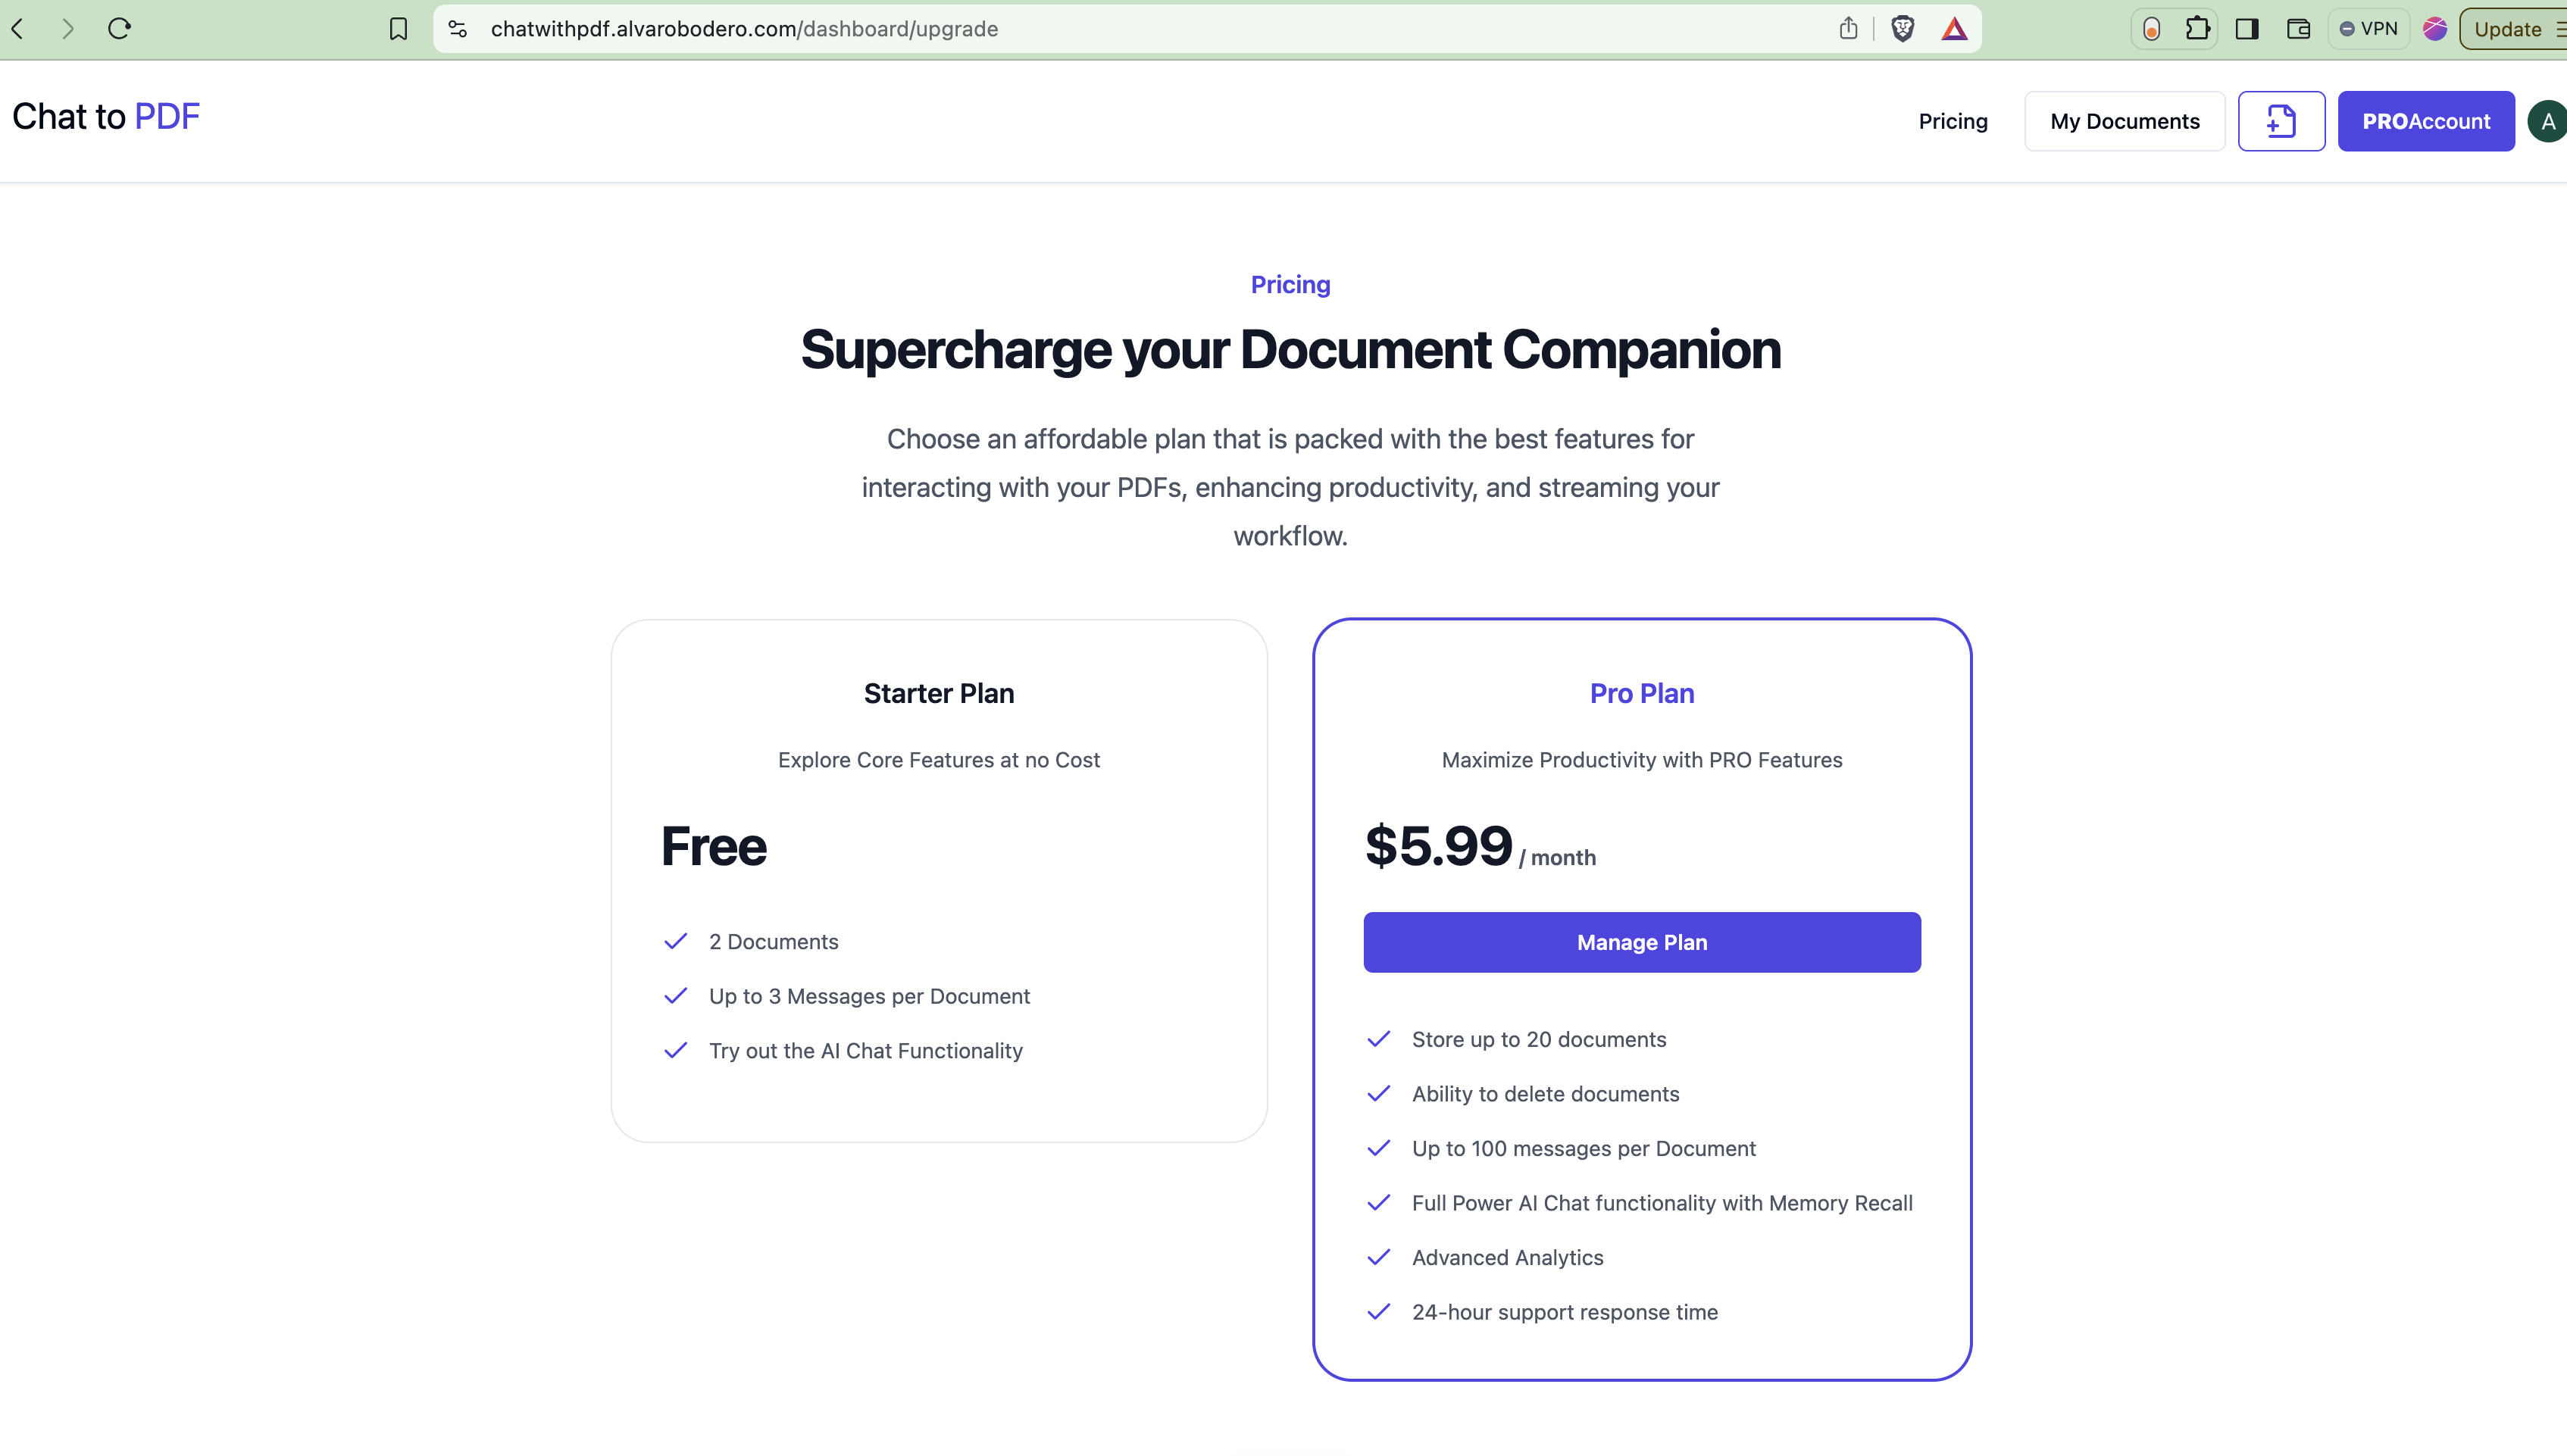 chatwithpdf.alvarobodero.com/dashboard/upgrade
VPN
Update
Chat to PDF
Pricing
My Documents
PROAccount
A
Pricing
Supercharge your Document Companion
Choose an affordable plan that is packed with the best features for
interacting with your PDFs, enhancing productivity, and streaming your
workflow.
Starter Plan
Explore Core Features at no Cost
Free
2 Documents
Up to 3 Messages per Document
Try out the AI Chat Functionality
Pro Plan
Maximize Productivity with PRO Features
$5.99 / month
Manage Plan
Store up to 20 documents
Ability to delete documents
Up to 100 messages per Document
Full Power AI Chat functionality with Memory Recall
Advanced Analytics
24-hour support response time